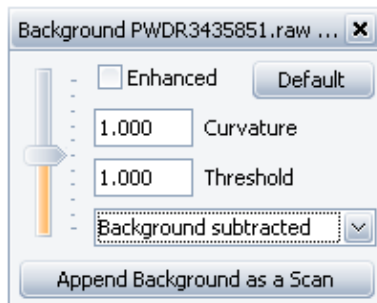 Background PWDR3435851.raw ...
Enhanced
Default
1.000 Curvature
1.000 Threshold
Background subtracted
Append Background as a Scan